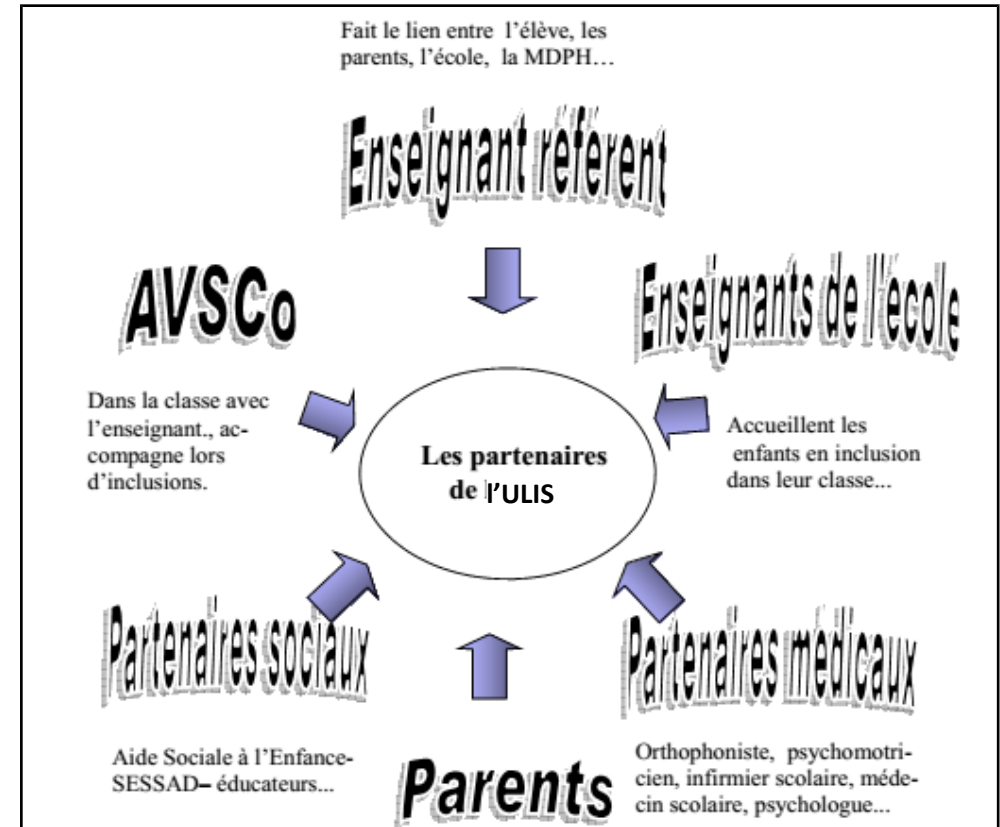 Fait le lien entre l'élève, les
parents, l'école, la MDPH…
Enseignant référent
AVSCo
Enseignants de l'école
Dans la classe avec
l'enseignant., ac-
compagne lors
d'inclusions.
Accueillent les
enfants en inclusion
dans leur classe...
Les partenaires
de l'ULIS
Partenaires sociaux
Partenaires médicaux
Aide Sociale à l'Enfance-
SESSAD– éducateurs...
Parents
Orthophoniste, psychomotri-
cien, infirmier scolaire, méde-
cin scolaire, psychologue...